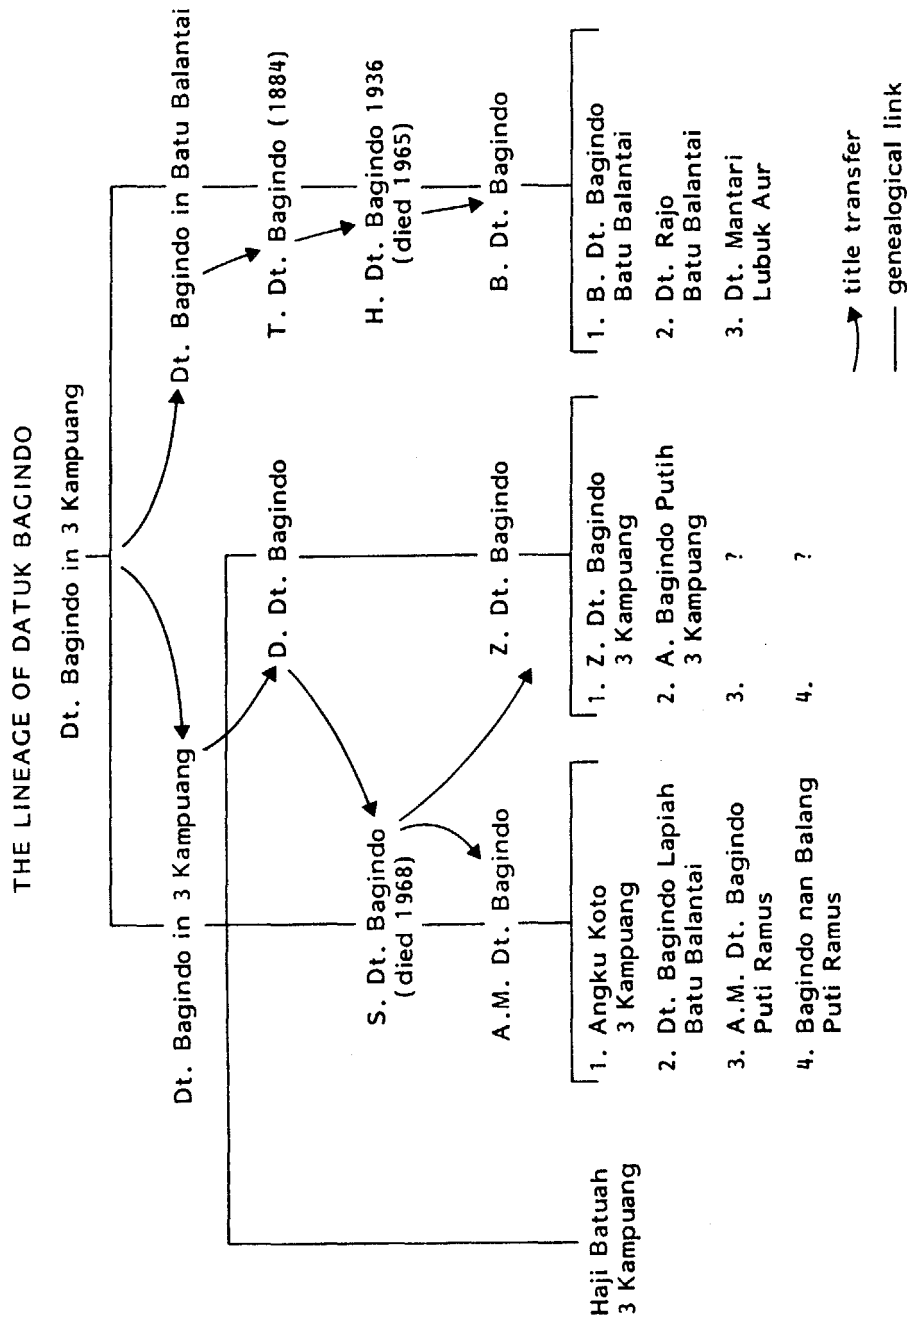 THE LINEAGE OF DATUK BAGINDO
Dt. Bagindo in 3 Kampuang
Dt. Bagindo in 3 Kampuang
Dt. Bagindo in Batu Balantai
D. Dt. Bagindo
T. Dt. Bagindo (1884)
S. Dt. Bagindo
(died 1968)
H. Dt. Bagindo 1936
(died 1965)
A.M. Dt. Bagindo
Z. Dt. Bagindo
B. Dt. Bagindo
Haji Batuah
3 Kampuang
1. Angku Koto
3 Kampuang
2. Dt. Bagindo Lapiah
Batu Balantai
3. A.M. Dt. Bagindo
Puti Ramus
4. Bagindo nan Balang
Puti Ramus
1. Z. Dt. Bagindo
3 Kampuang
2. A. Bagindo Putih
3 Kampuang
3. ?
4. ?
1. B. Dt. Bagindo
Batu Balantai
2. Dt. Rajo
Batu Balantai
3. Dt. Mantari
Lubuk Aur
title transfer
genealogical link